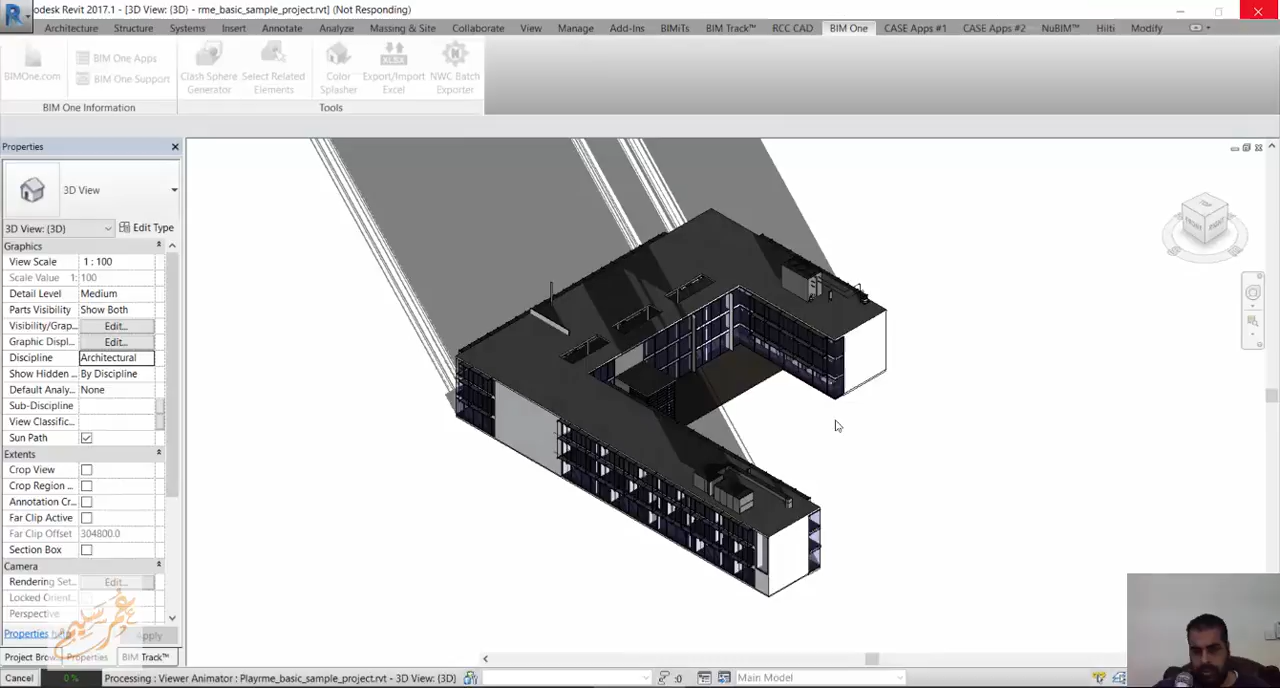 odesk Revit 2017.1 - [3D View: {3D} - rme_basic_sample_project.rvt] (Not Responding)
Architecture Structure Systems Insert Annotate Analyze Massing & Site Collaborate View Manage Add-Ins BIMiTs BIM Track™ RCC CAD BIM One CASE Apps #1 CASE Apps #2 NuBIM™ Hilti Modify
BIMOne.com
BIM One Apps
BIM One Support
Clash Sphere Generator
Select Related Elements
Color Splasher
XLSX
Export/Import Excel
NWC Batch Exporter
BIM One Information
Tools
Properties
3D View
3D View: {3D}
Edit Type
Graphics
View Scale 1 : 100
Scale Value 1: 100
Detail Level Medium
Parts Visibility Show Both
Visibility/Grap... Edit...
Graphic Displ... Edit...
Discipline Architectural
Show Hidden ... By Discipline
Default Analy... None
Sub-Discipline
View Classific...
Sun Path
Extents
Crop View
Crop Region ...
Annotation Cr...
Far Clip Active
Far Clip Offset 304800.0
Section Box
Camera
Rendering Set... Edit...
Locked Orient...
Perspective
Properties help
Apply
Project Brow Properties BIM Track™
TOP
FRONT
RIGHT
عمر سليم
Cancel 0 % Processing : Viewer Animator : Playrme_basic_sample_project.rvt - 3D View: {3D} :0 Main Model